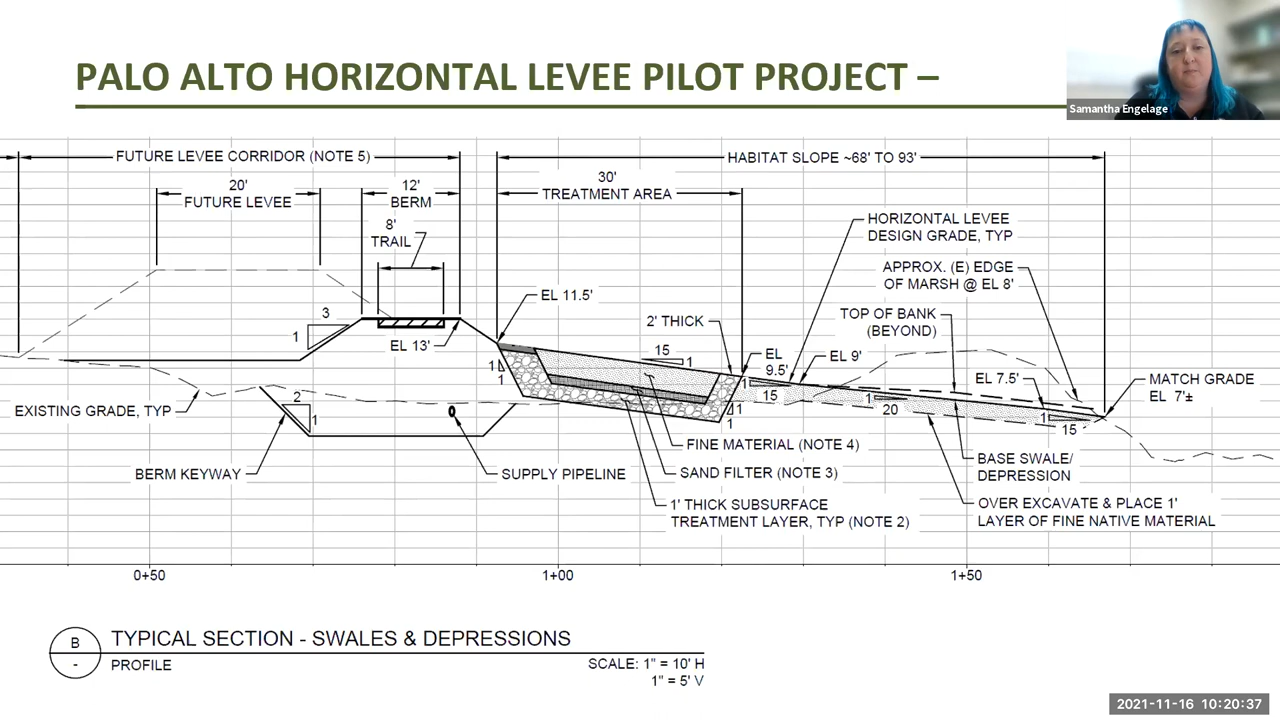 PALO ALTO HORIZONTAL LEVEE PILOT PROJECT –
Samantha Engelage
FUTURE LEVEE CORRIDOR (NOTE 5)
HABITAT SLOPE ~68' TO 93'
20'
FUTURE LEVEE
12'
BERM
30'
TREATMENT AREA
8'
TRAIL
HORIZONTAL LEVEE
DESIGN GRADE, TYP
APPROX. (E) EDGE
OF MARSH @ EL 8'
EL 11.5'
2' THICK
TOP OF BANK
(BEYOND)
3
1
EL 13'
15
1
EL
9.5'
EL 9'
EL 7.5'
MATCH GRADE
EL 7'±
1
1
1
15
1
20
1
15
EXISTING GRADE, TYP
2
1
1
1
BERM KEYWAY
SUPPLY PIPELINE
FINE MATERIAL (NOTE 4)
SAND FILTER (NOTE 3)
1' THICK SUBSURFACE
TREATMENT LAYER, TYP (NOTE 2)
BASE SWALE/
DEPRESSION
OVER EXCAVATE & PLACE 1'
LAYER OF FINE NATIVE MATERIAL
0+50
1+00
1+50
B
-
TYPICAL SECTION - SWALES & DEPRESSIONS
PROFILE
SCALE: 1" = 10' H
1" = 5' V
2021-11-16 10:20:37